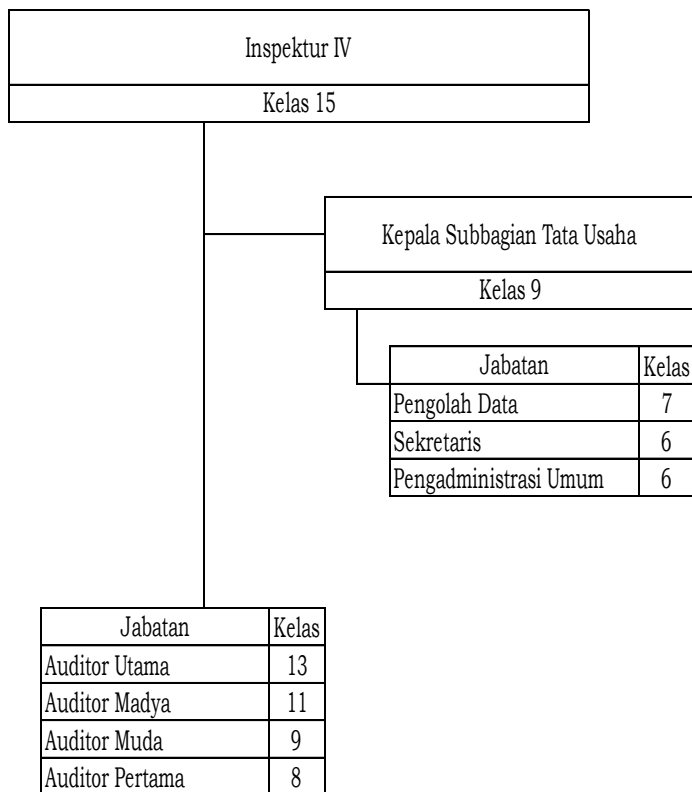 Inspektur IV
Kelas 15
Kepala Subbagian Tata Usaha
Kelas 9
Jabatan Kelas
Pengolah Data 7
Sekretaris 6
Pengadministrasi Umum 6
Jabatan Kelas
Auditor Utama 13
Auditor Madya 11
Auditor Muda 9
Auditor Pertama 8